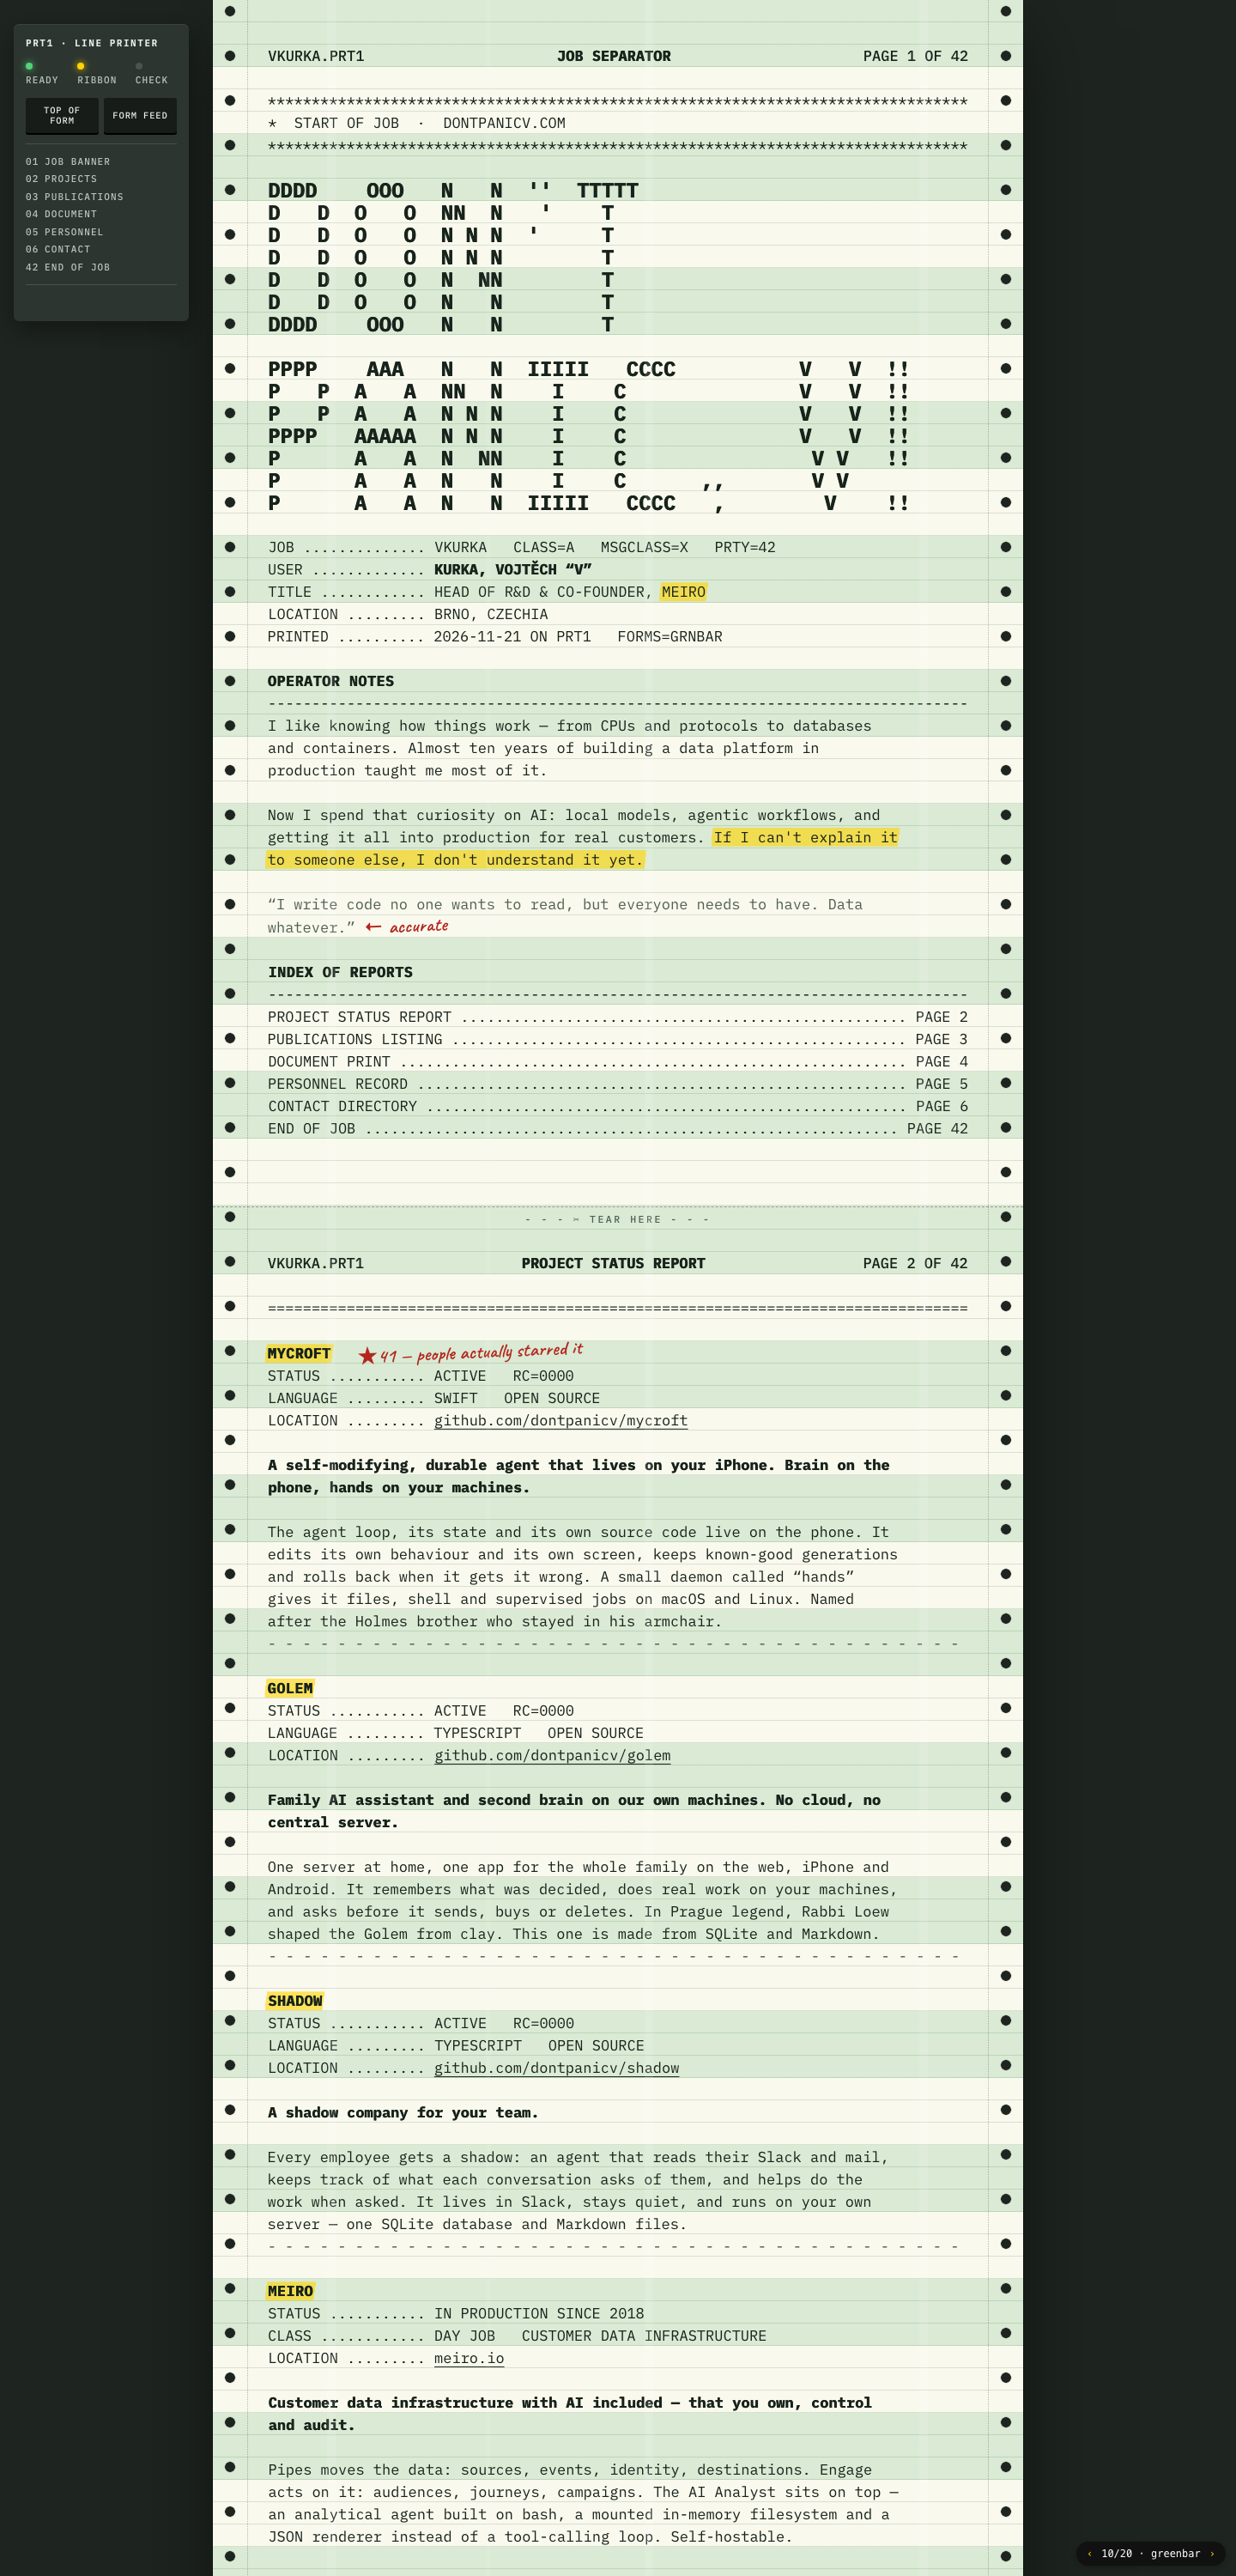 PRT1 · LINE PRINTER
READY RIBBON CHECK
TOP OF FORM
FORM FEED
01 JOB BANNER
02 PROJECTS
03 PUBLICATIONS
04 DOCUMENT
05 PERSONNEL
06 CONTACT
42 END OF JOB
VKURKA.PRT1 JOB SEPARATOR PAGE 1 OF 42
********************************************************************************
* START OF JOB · DONTPANICV.COM
********************************************************************************
DDDD    OOO   N   N  ''  TTTTT
D   D  O   O  NN  N   '    T
D   D  O   O  N N N  '     T
D   D  O   O  N N N        T
D   D  O   O  N  NN        T
D   D  O   O  N   N        T
DDDD    OOO   N   N        T
PPPP    AAA   N   N  IIIII   CCCC          V   V  !!
P   P  A   A  NN  N    I    C              V   V  !!
P   P  A   A  N N N    I    C              V   V  !!
PPPP   AAAAA  N N N    I    C              V   V  !!
P      A   A  N  NN    I    C               V V   !!
P      A   A  N   N    I    C      ,,       V V
P      A   A  N   N  IIIII   CCCC   ,        V    !!
JOB .............. VKURKA CLASS=A MSGCLASS=X PRTY=42
USER ............. KURKA, VOJTĚCH “V”
TITLE ............ HEAD OF R&D & CO-FOUNDER, MEIRO
LOCATION ......... BRNO, CZECHIA
PRINTED .......... 2026-11-21 ON PRT1 FORMS=GRNBAR
OPERATOR NOTES
--------------------------------------------------------------------------------
I like knowing how things work — from CPUs and protocols to databases
and containers. Almost ten years of building a data platform in
production taught me most of it.
Now I spend that curiosity on AI: local models, agentic workflows, and
getting it all into production for real customers. If I can't explain it
to someone else, I don't understand it yet.
“I write code no one wants to read, but everyone needs to have. Data
whatever.” ← accurate
INDEX OF REPORTS
--------------------------------------------------------------------------------
PROJECT STATUS REPORT ................................................... PAGE 2
PUBLICATIONS LISTING .................................................... PAGE 3
DOCUMENT PRINT .......................................................... PAGE 4
PERSONNEL RECORD ........................................................ PAGE 5
CONTACT DIRECTORY ....................................................... PAGE 6
END OF JOB ............................................................. PAGE 42
- - - ✂ TEAR HERE - - -
VKURKA.PRT1 PROJECT STATUS REPORT PAGE 2 OF 42
================================================================================
MYCROFT ★ 41 — people actually starred it
STATUS ........... ACTIVE RC=0000
LANGUAGE ......... SWIFT OPEN SOURCE
LOCATION ......... github.com/dontpanicv/mycroft
A self-modifying, durable agent that lives on your iPhone. Brain on the
phone, hands on your machines.
The agent loop, its state and its own source code live on the phone. It
edits its own behaviour and its own screen, keeps known-good generations
and rolls back when it gets it wrong. A small daemon called “hands”
gives it files, shell and supervised jobs on macOS and Linux. Named
after the Holmes brother who stayed in his armchair.
- - - - - - - - - - - - - - - - - - - - - - - - - - - - - - - - - - - - - - - -
GOLEM
STATUS ........... ACTIVE RC=0000
LANGUAGE ......... TYPESCRIPT OPEN SOURCE
LOCATION ......... github.com/dontpanicv/golem
Family AI assistant and second brain on our own machines. No cloud, no
central server.
One server at home, one app for the whole family on the web, iPhone and
Android. It remembers what was decided, does real work on your machines,
and asks before it sends, buys or deletes. In Prague legend, Rabbi Loew
shaped the Golem from clay. This one is made from SQLite and Markdown.
- - - - - - - - - - - - - - - - - - - - - - - - - - - - - - - - - - - - - - - -
SHADOW
STATUS ........... ACTIVE RC=0000
LANGUAGE ......... TYPESCRIPT OPEN SOURCE
LOCATION ......... github.com/dontpanicv/shadow
A shadow company for your team.
Every employee gets a shadow: an agent that reads their Slack and mail,
keeps track of what each conversation asks of them, and helps do the
work when asked. It lives in Slack, stays quiet, and runs on your own
server — one SQLite database and Markdown files.
- - - - - - - - - - - - - - - - - - - - - - - - - - - - - - - - - - - - - - - -
MEIRO
STATUS ........... IN PRODUCTION SINCE 2018
CLASS ............ DAY JOB CUSTOMER DATA INFRASTRUCTURE
LOCATION ......... meiro.io
Customer data infrastructure with AI included — that you own, control
and audit.
Pipes moves the data: sources, events, identity, destinations. Engage
acts on it: audiences, journeys, campaigns. The AI Analyst sits on top —
an analytical agent built on bash, a mounted in-memory filesystem and a
JSON renderer instead of a tool-calling loop. Self-hostable.
‹ 10/20 · greenbar ›